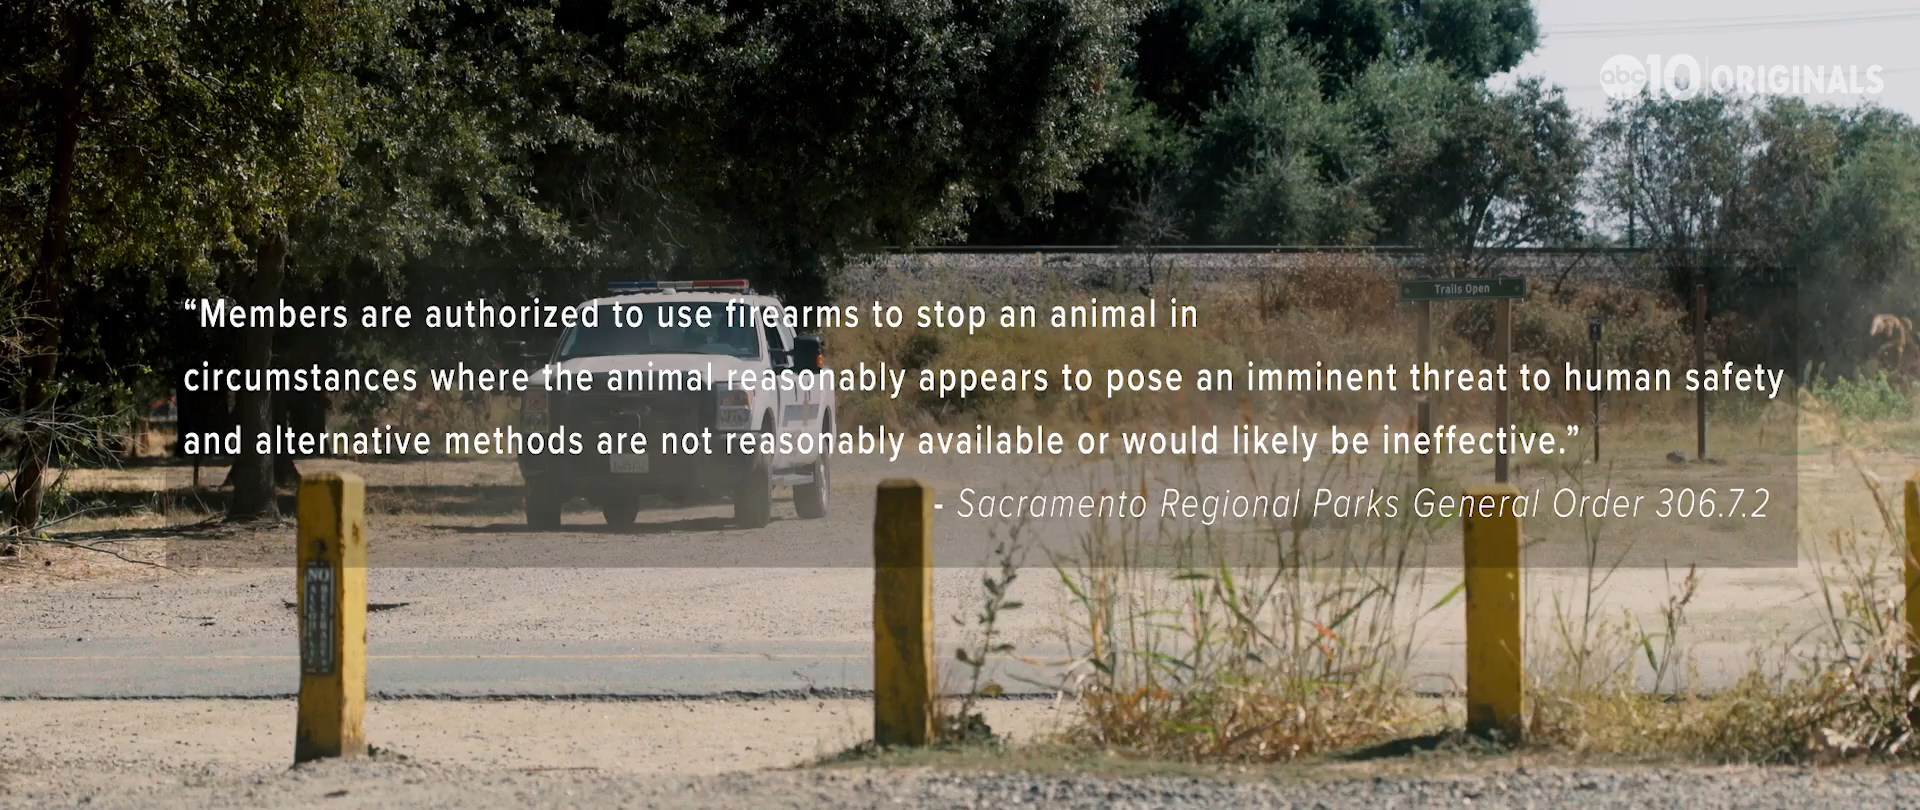 abc10 | ORIGINALS
Trails Open
“Members are authorized to use firearms to stop an animal in
circumstances where the animal reasonably appears to pose an imminent threat to human safety
and alternative methods are not reasonably available or would likely be ineffective.”
- Sacramento Regional Parks General Order 306.7.2
NO